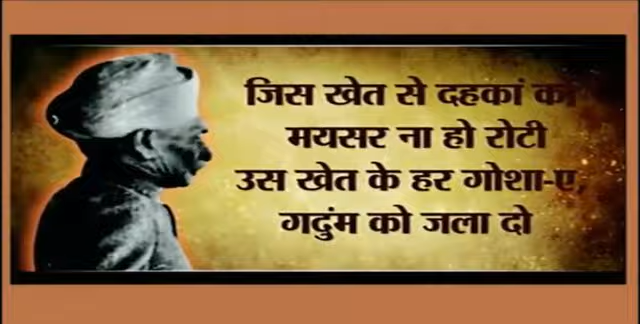 जिस खेत से दहकां को
मयसर ना हो रोटी
उस खेत के हर गोशा-ए,
गदुंम को जला दो